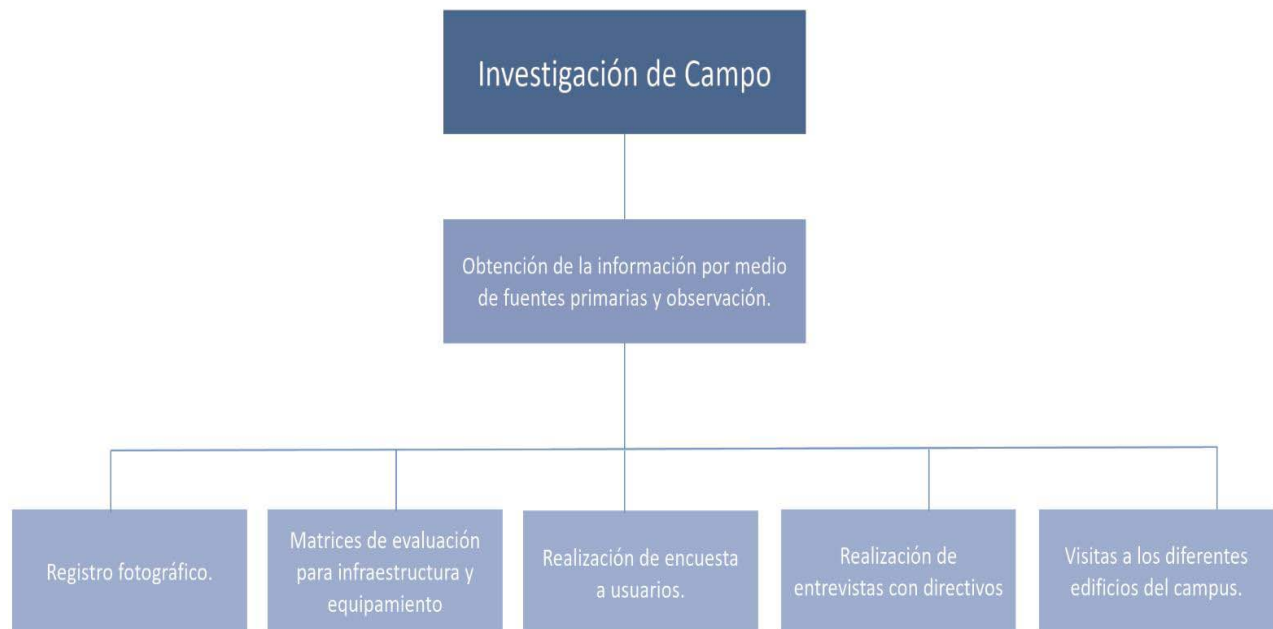 Investigación de Campo
Obtención de la información por medio
de fuentes primarias y observación.
Registro fotográfico.
Matrices de evaluación
para infraestructura y
equipamiento
Realización de encuesta
a usuarios.
Realización de
entrevistas con directivos
Visitas a los diferentes
edificios del campus.